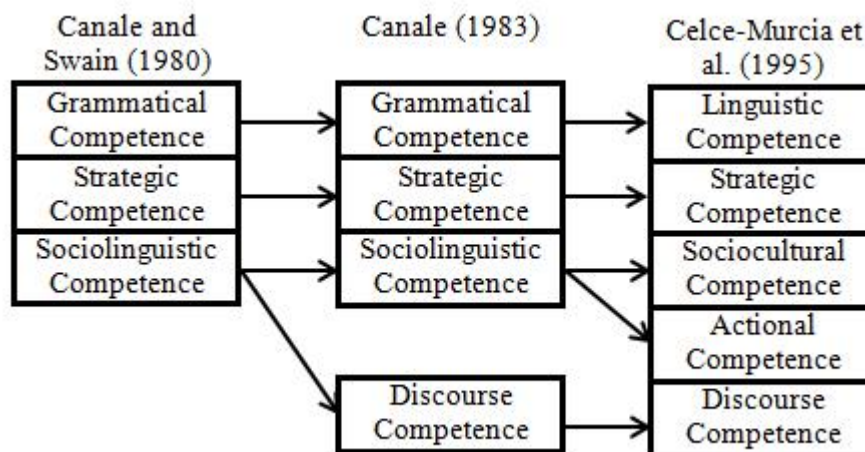 Canale and
Swain (1980)
Grammatical
Competence
Strategic
Competence
Sociolinguistic
Competence
Canale (1983)
Grammatical
Competence
Strategic
Competence
Sociolinguistic
Competence
Discourse
Competence
Celce-Murcia et
al. (1995)
Linguistic
Competence
Strategic
Competence
Sociocultural
Competence
Actional
Competence
Discourse
Competence